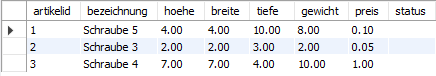 artikelid bezeichnung hoehe breite tiefe gewicht preis status
1 Schraube 5 4.00 4.00 10.00 8.00 0.10
2 Schraube 3 2.00 2.00 3.00 2.00 0.05
3 Schraube 4 7.00 7.00 4.00 10.00 1.00